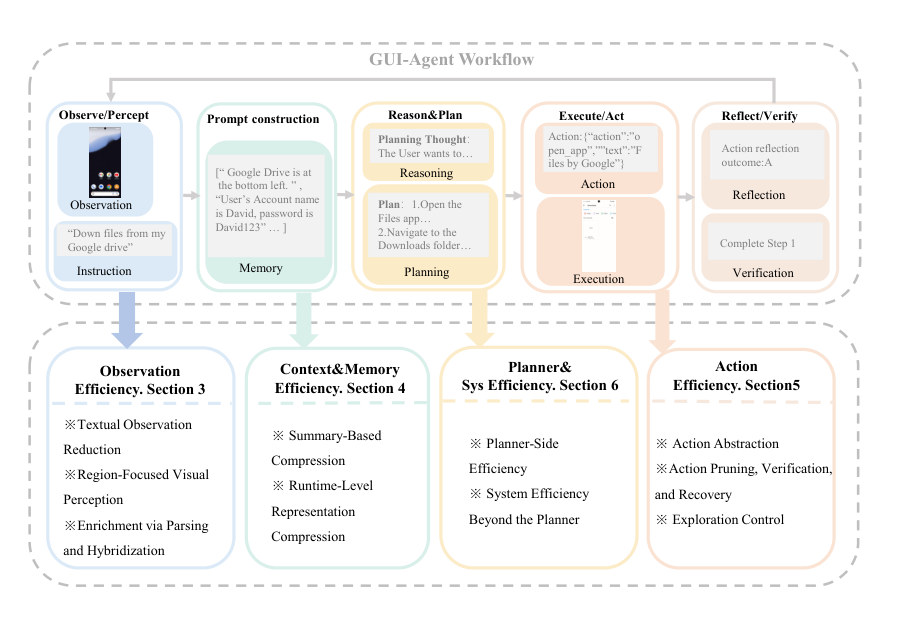 GUI-Agent Workflow
Observe/Percept
Observation
“Down files from my
Google drive”
Instruction
Prompt construction
[“ Google Drive is at
the bottom left. ” ,
“User’s Account name
is David, password is
David123” … ]
Memory
Reason&Plan
Planning Thought:
The User wants to…
Reasoning
Plan: 1.Open the
Files app…
2.Navigate to the
Downloads folder…
Planning
Execute/Act
Action:{“action”:”o
pen_app”,””text”:”F
iles by Google”}
Action
Execution
Reflect/Verify
Action reflection
outcome:A
Reflection
Complete Step 1
Verification
Observation
Efficiency. Section 3
※Textual Observation
Reduction
※Region-Focused Visual
Perception
※Enrichment via Parsing
and Hybridization
Context&Memory
Efficiency. Section 4
※ Summary-Based
Compression
※ Runtime-Level
Representation
Compression
Planner&
Sys Efficiency. Section 6
※ Planner-Side
Efficiency
※ System Efficiency
Beyond the Planner
Action
Efficiency. Section5
※ Action Abstraction
※Action Pruning, Verification,
and Recovery
※ Exploration Control